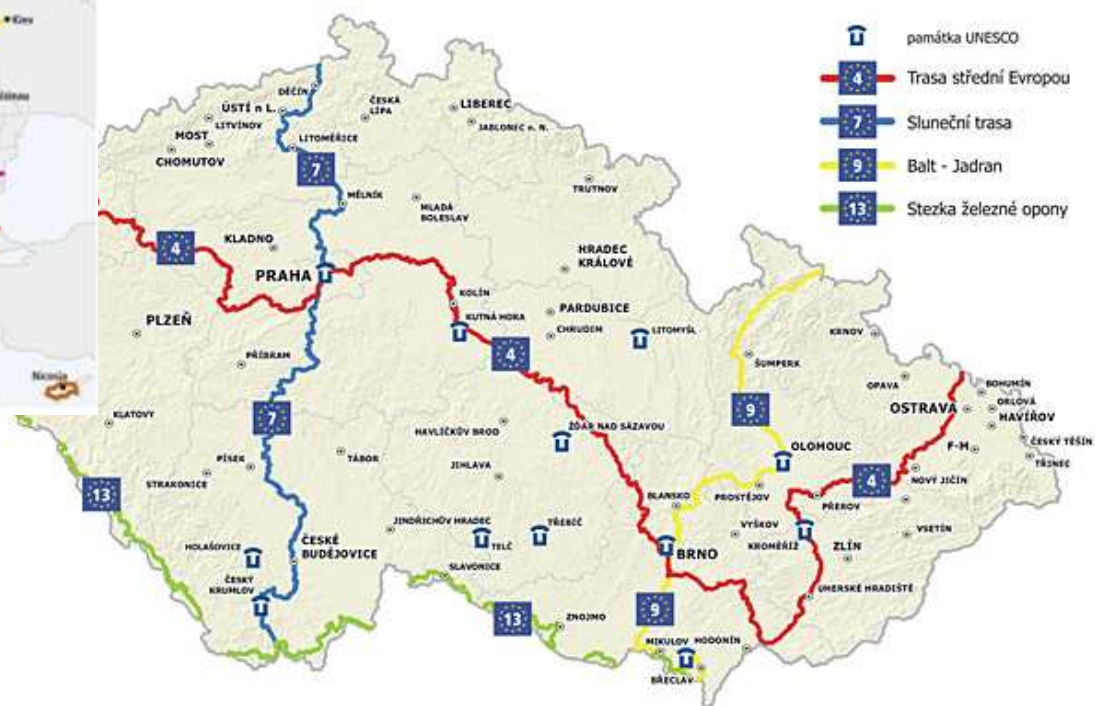 Kiev
Nicosia
památka UNESCO
4 Trasa střední Evropou
7 Sluneční trasa
9 Balt - Jadran
13 Stezka železné opony
DĚČÍN
ÚSTÍ n L.
LITVÍNOV
MOST
CHOMUTOV
LITOMĚŘICE
ČESKÁ
LÍPA
LIBEREC
JABLONEC n. N.
7
MĚLNÍK
MLADÁ
BOLESLAV
TRUTNOV
4
KLADNO
PRAHA
HRADEC
KRÁLOVÉ
KOLÍN
KUTNÁ HORA
PARDUBICE
CHRUDIM
LITOMYŠL
PLZEŇ
PŘÍBRAM
4
KRNOV
ŠUMPERK
OPAVA
BOHUMÍN
ORLOVÁ
OSTRAVA
HAVÍŘOV
ČESKÝ TĚŠÍN
F-M
TŘINEC
KLATOVY
7
9
HAVLÍČKŮV BROD
ŽĎÁR NAD SÁZAVOU
OLOMOUC
TÁBOR
PÍSEK
STRAKONICE
JIHLAVA
13
4
NOVÝ JIČÍN
BLANSKO
PROSTĚJOV
PŘEROV
VYŠKOV
KROMĚŘÍŽ
VSETÍN
ZLÍN
JINDŘICHŮV HRADEC
TELČ
TŘEBÍČ
BRNO
HOLAŠOVICE
ČESKÉ
BUDĚJOVICE
ČESKÝ
KRUMLOV
SLAVONICE
UHERSKÉ HRADIŠTĚ
13
ZNOJMO
9
MIKULOV
HODONÍN
BŘECLAV